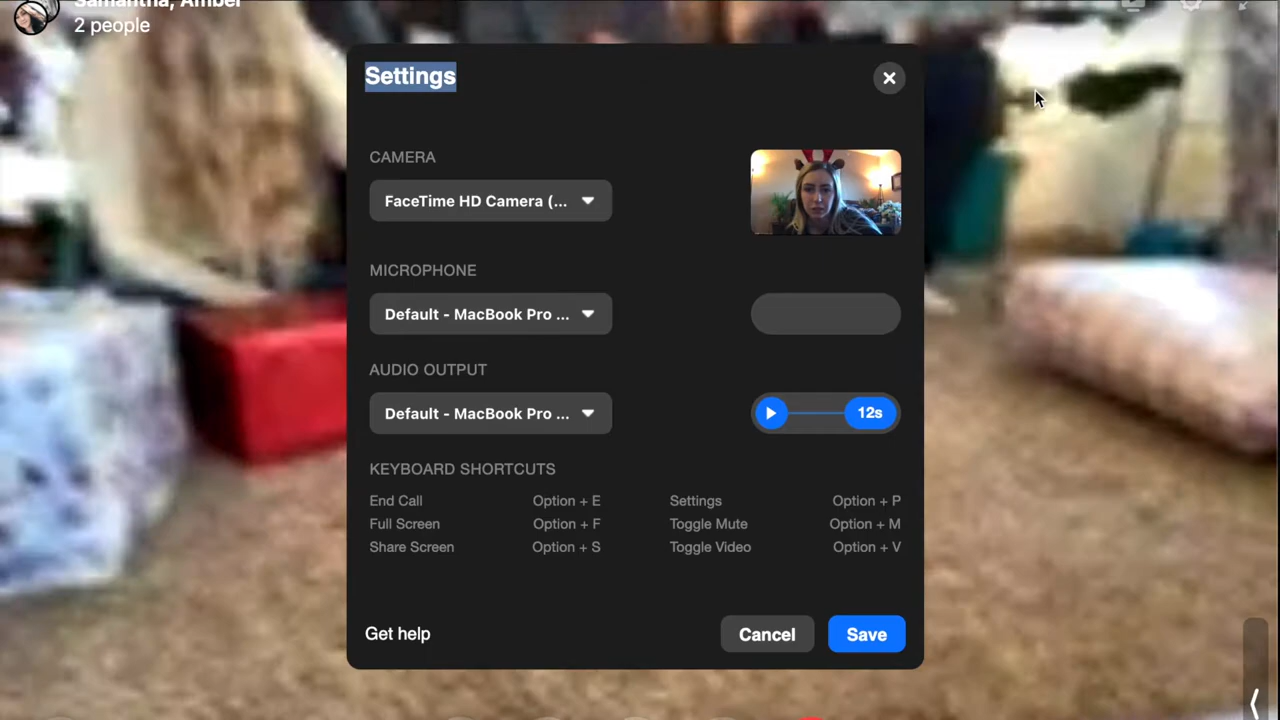 Samantha, Amber
2 people
Settings
CAMERA
FaceTime HD Camera (...
MICROPHONE
Default - MacBook Pro ...
AUDIO OUTPUT
Default - MacBook Pro ...
12s
KEYBOARD SHORTCUTS
End Call Option + E Settings Option + P
Full Screen Option + F Toggle Mute Option + M
Share Screen Option + S Toggle Video Option + V
Get help
Cancel
Save